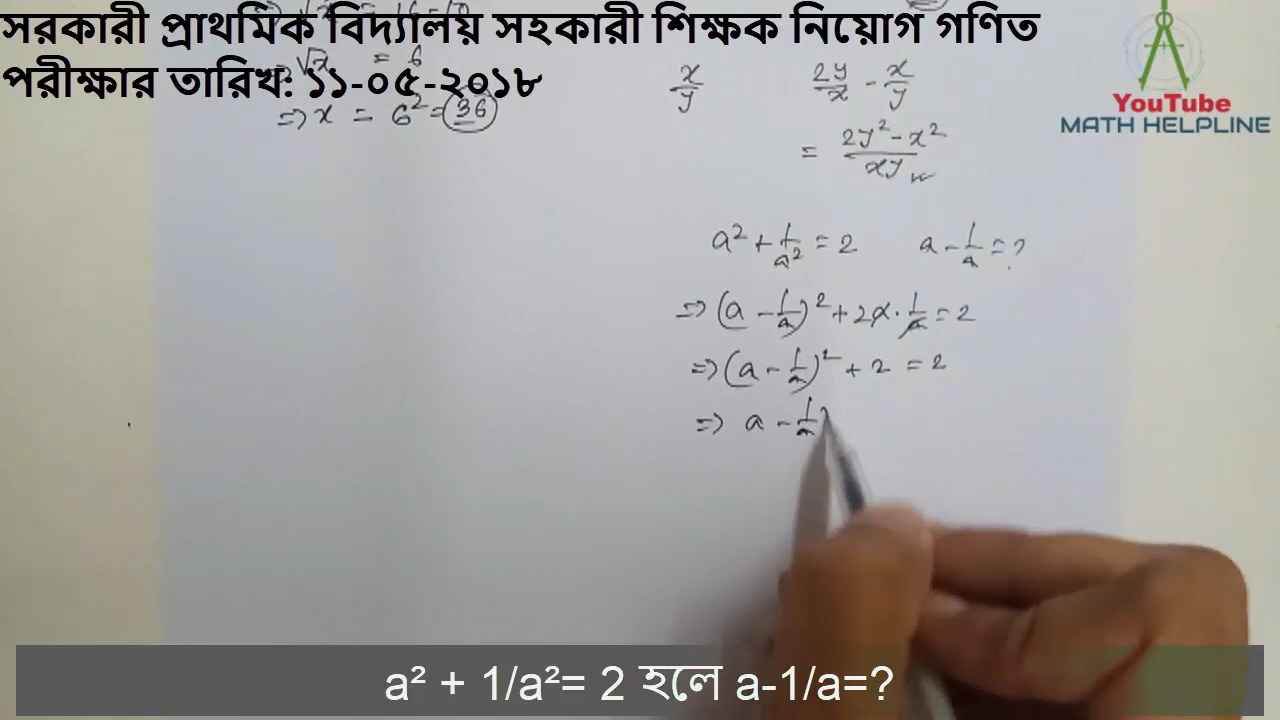 সরকারী প্রাথমিক বিদ্যালয় সহকারী শিক্ষক নিয়োগ গণিত
পরীক্ষার তারিখ: ১১-০৫-২০১৮
⇒ √x = 6
⇒ x = 6² = 36
x/y
2y/x - x/y
= 2y² - x² / xy
YouTube
MATH HELPLINE
a² + 1/a² = 2 a - 1/a = ?
⇒ (a - 1/a)² + 2a · 1/a = 2
⇒ (a - 1/a)² + 2 = 2
⇒ a - 1/a
a² + 1/a²= 2 হলে a-1/a=?